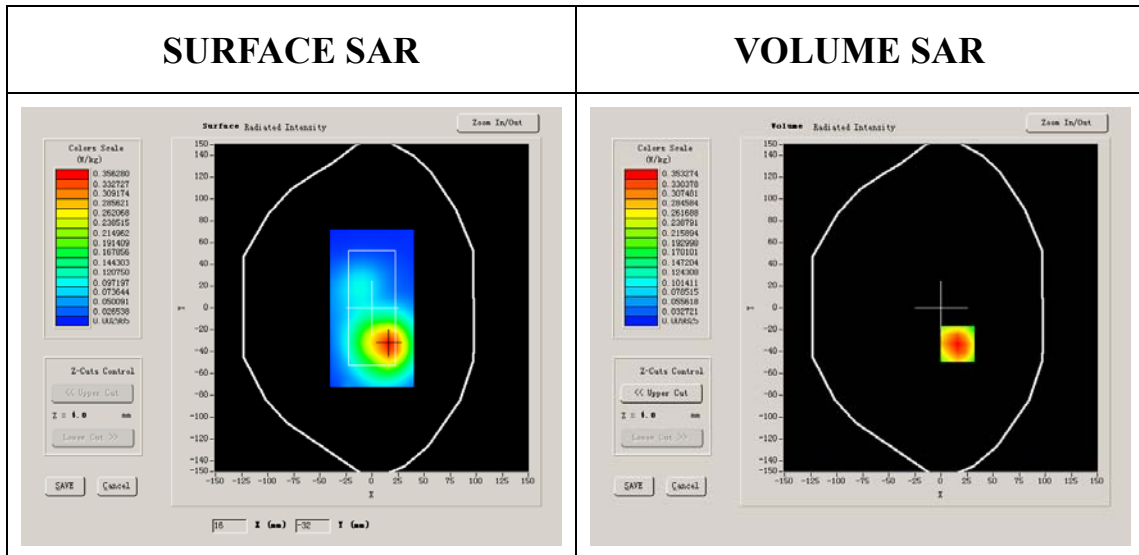 SURFACE SAR
VOLUME SAR
Surface Radiated Intensity
Zoom In/Out
Colors Scale
(W/kg)
0.356280
0.332727
0.309174
0.285621
0.262068
0.238515
0.214962
0.191409
0.167856
0.144303
0.120750
0.097197
0.073644
0.050091
0.026538
150
140
120
100
80
60
40
20
0
-20
-40
-60
-80
-100
-120
-140
-150
Y
-150 -125 -100 -75 -50 -25 0 25 50 75 100 125 150
X
Z-Cuts Control
<< Upper Cut
Z = mm
Lower Cut >>
SAVE Cancel
16 X (mm) -32 Y (mm)
Volume Radiated Intensity
Zoom In/Out
Colors Scale
(W/kg)
0.353274
0.330378
0.307481
0.284584
0.261688
0.238791
0.215894
0.192998
0.170101
0.147204
0.124308
0.101411
0.078515
0.055618
0.032721
150
140
120
100
80
60
40
20
0
-20
-40
-60
-80
-100
-120
-140
-150
Y
-150 -125 -100 -75 -50 -25 0 25 50 75 100 125 150
X
Z-Cuts Control
<< Upper Cut
Z = mm
Lower Cut >>
SAVE Cancel